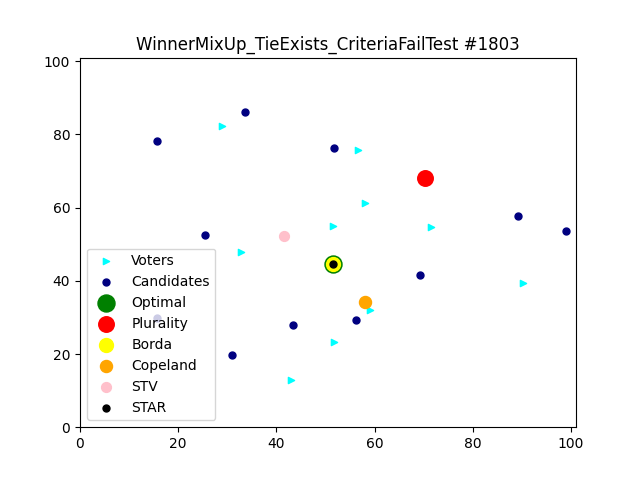 WinnerMixUp_TieExists_CriteriaFailTest #1803
100
80
60
40
20
0
Voters
Candidates
Optimal
Plurality
Borda
Copeland
STV
STAR
0 20 40 60 80 100